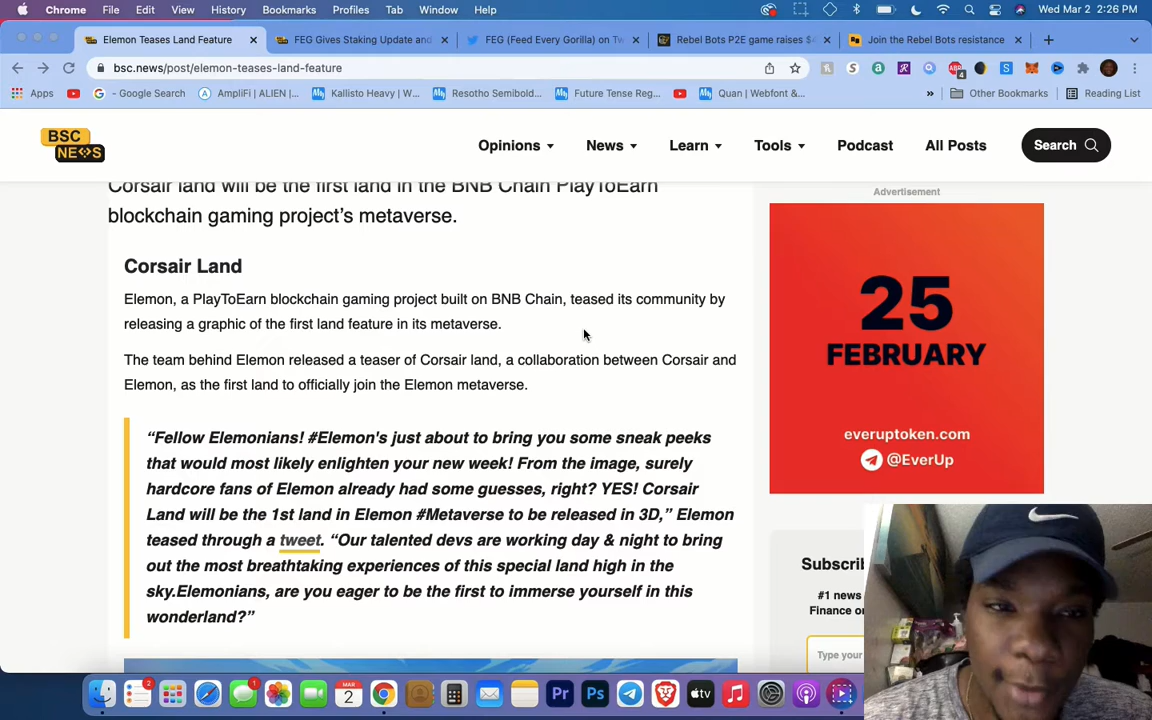 Chrome File Edit View History Bookmarks Profiles Tab Window Help Wed Mar 2 2:26 PM
Elemon Teases Land Feature FEG Gives Staking Update and FEG (Feed Every Gorilla) on Tw Rebel Bots P2E game raises $ Join the Rebel Bots resistance
bsc.news/post/elemon-teases-land-feature
Apps - Google Search AmpliFi | ALIEN |... Kallisto Heavy | W... Resotho Semibold... Future Tense Reg... Quan | Webfont &... » Other Bookmarks Reading List
BSC
NEWS
Opinions News Learn Tools Podcast All Posts Search
Corsair land will be the first land in the BNB Chain PlayToEarn
blockchain gaming project’s metaverse.
Corsair Land
Elemon, a PlayToEarn blockchain gaming project built on BNB Chain, teased its community by
releasing a graphic of the first land feature in its metaverse.
The team behind Elemon released a teaser of Corsair land, a collaboration between Corsair and
Elemon, as the first land to officially join the Elemon metaverse.
“Fellow Elemonians! #Elemon's just about to bring you some sneak peeks
that would most likely enlighten your new week! From the image, surely
hardcore fans of Elemon already had some guesses, right? YES! Corsair
Land will be the 1st land in Elemon #Metaverse to be released in 3D,” Elemon
teased through a tweet. “Our talented devs are working day & night to bring
out the most breathtaking experiences of this special land high in the
sky.Elemonians, are you eager to be the first to immerse yourself in this
wonderland?”
Advertisement
25
FEBRUARY
everuptoken.com
@EverUp
Subscri
#1 news
Finance or
Type your
2
1
MAR
2
tv
Pr
Ps
ABP
4